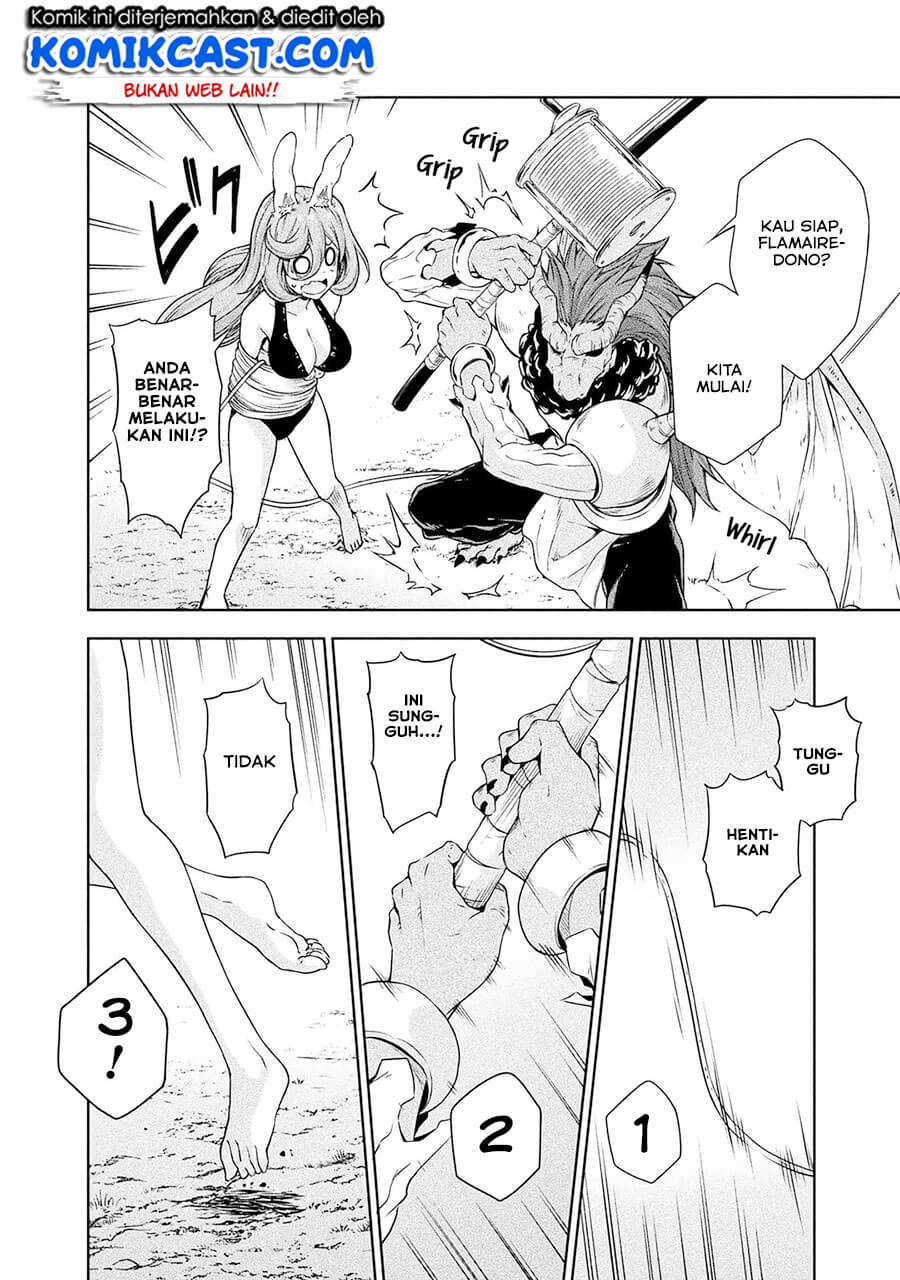 Komik ini diterjemahkan & diedit oleh
KOMIKCAST.COM
BUKAN WEB LAIN!!
KAU SIAP,
FLAMAIRE-
DONO?
KITA
MULAI!
Grip
Grip
ビク
ANDA
BENAR-
BENAR
MELAKU-
KAN INI!?
Whirl
TUNG-
GU
HENTI-
KAN
1
INI
SUNG-
GUH...!
2
TIDAK
3!